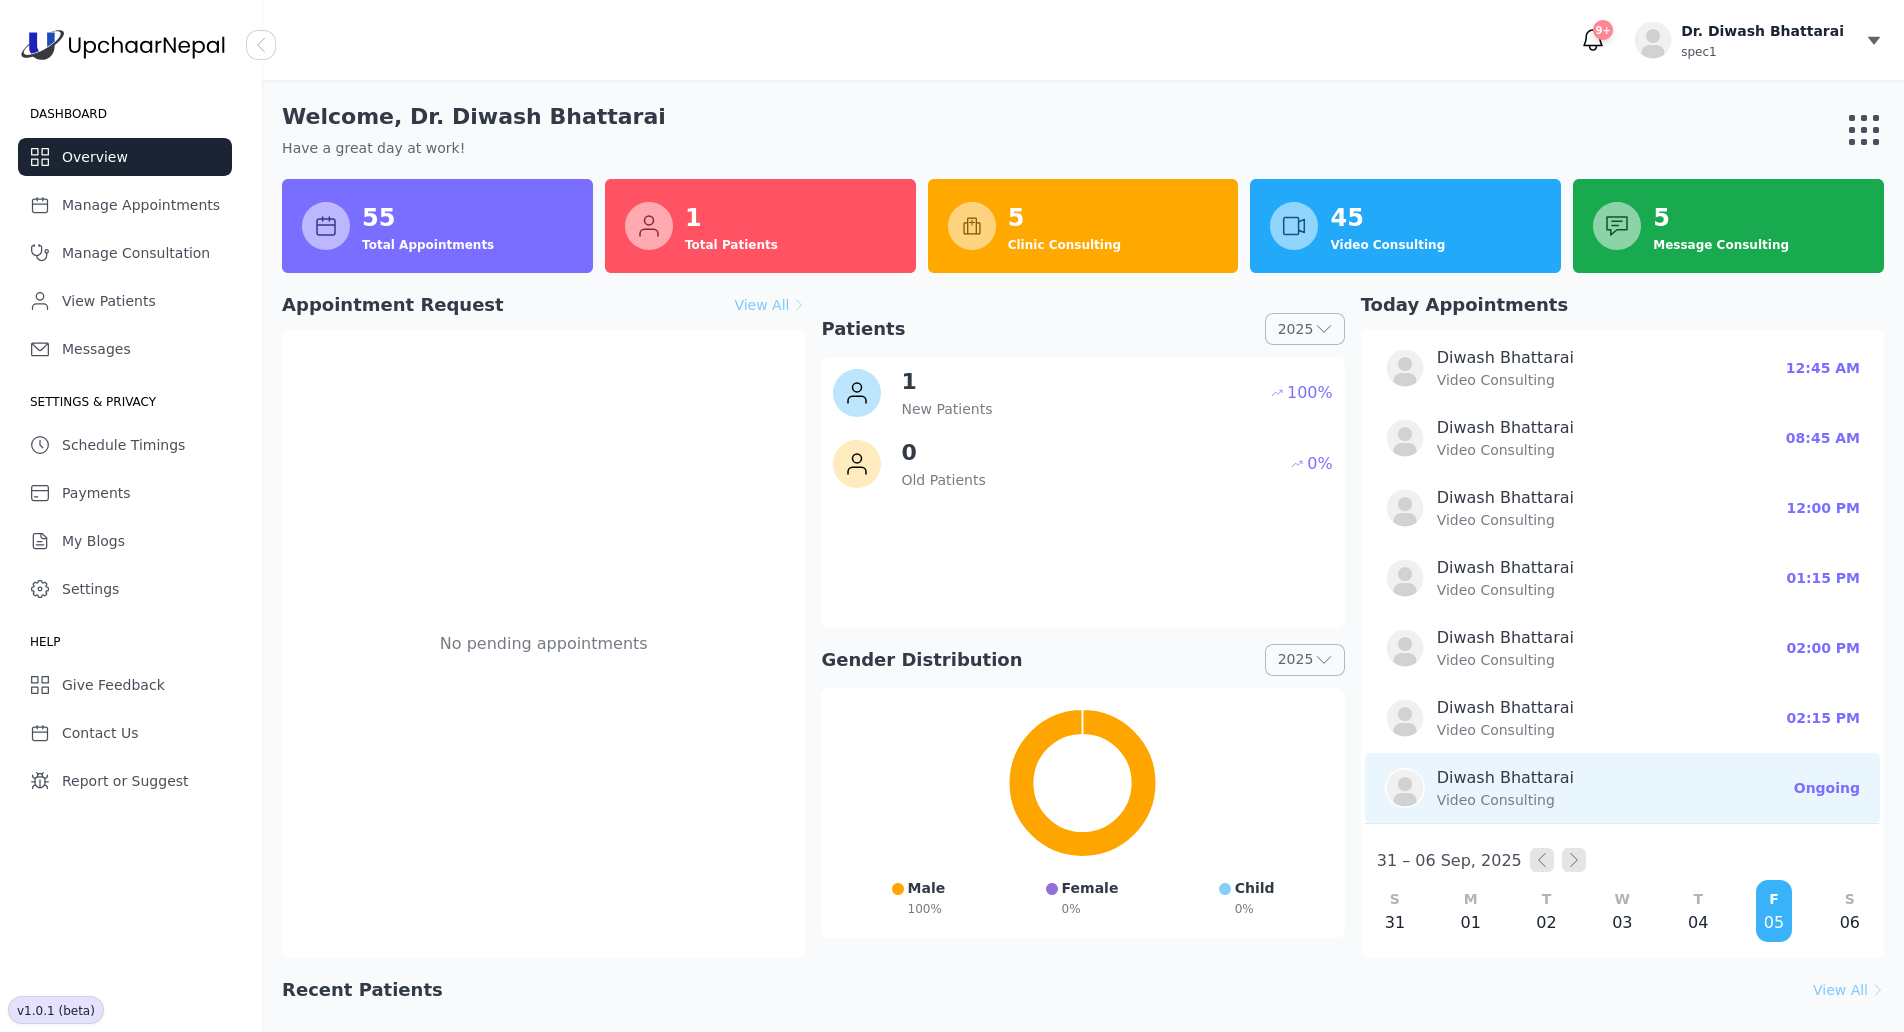 UpchaarNepal
9+
Dr. Diwash Bhattarai
spec1
DASHBOARD
Overview
Manage Appointments
Manage Consultation
View Patients
Messages
SETTINGS & PRIVACY
Schedule Timings
Payments
My Blogs
Settings
HELP
Give Feedback
Contact Us
Report or Suggest
v1.0.1 (beta)
Welcome, Dr. Diwash Bhattarai
Have a great day at work!
55
Total Appointments
1
Total Patients
5
Clinic Consulting
45
Video Consulting
5
Message Consulting
Appointment Request
View All
No pending appointments
Patients
2025
1
New Patients
100%
0
Old Patients
0%
Gender Distribution
2025
Male
100%
Female
0%
Child
0%
Today Appointments
Diwash Bhattarai
Video Consulting
12:45 AM
Diwash Bhattarai
Video Consulting
08:45 AM
Diwash Bhattarai
Video Consulting
12:00 PM
Diwash Bhattarai
Video Consulting
01:15 PM
Diwash Bhattarai
Video Consulting
02:00 PM
Diwash Bhattarai
Video Consulting
02:15 PM
Diwash Bhattarai
Video Consulting
Ongoing
31 – 06 Sep, 2025
S M T W T F S
31 01 02 03 04 05 06
Recent Patients
View All